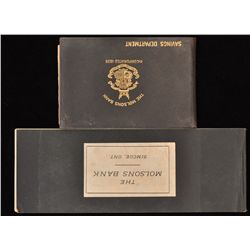 SAVINGS DEPARTMENT
THE MOLSONS BANK
INCORPORATED 1855
THE
MOLSONS BANK
SIMCOE, ONT.